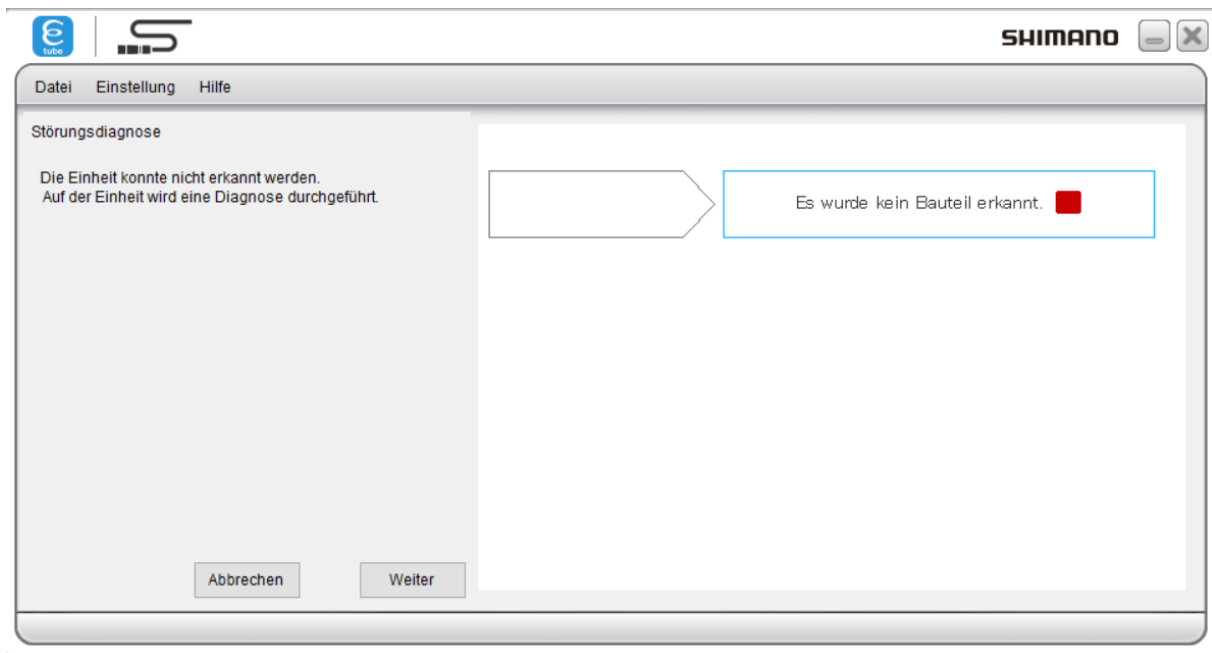 tube
SHIMANO
Datei Einstellung Hilfe
Störungsdiagnose
Die Einheit konnte nicht erkannt werden.
Auf der Einheit wird eine Diagnose durchgeführt.
Es wurde kein Bauteil erkannt.
Abbrechen Weiter